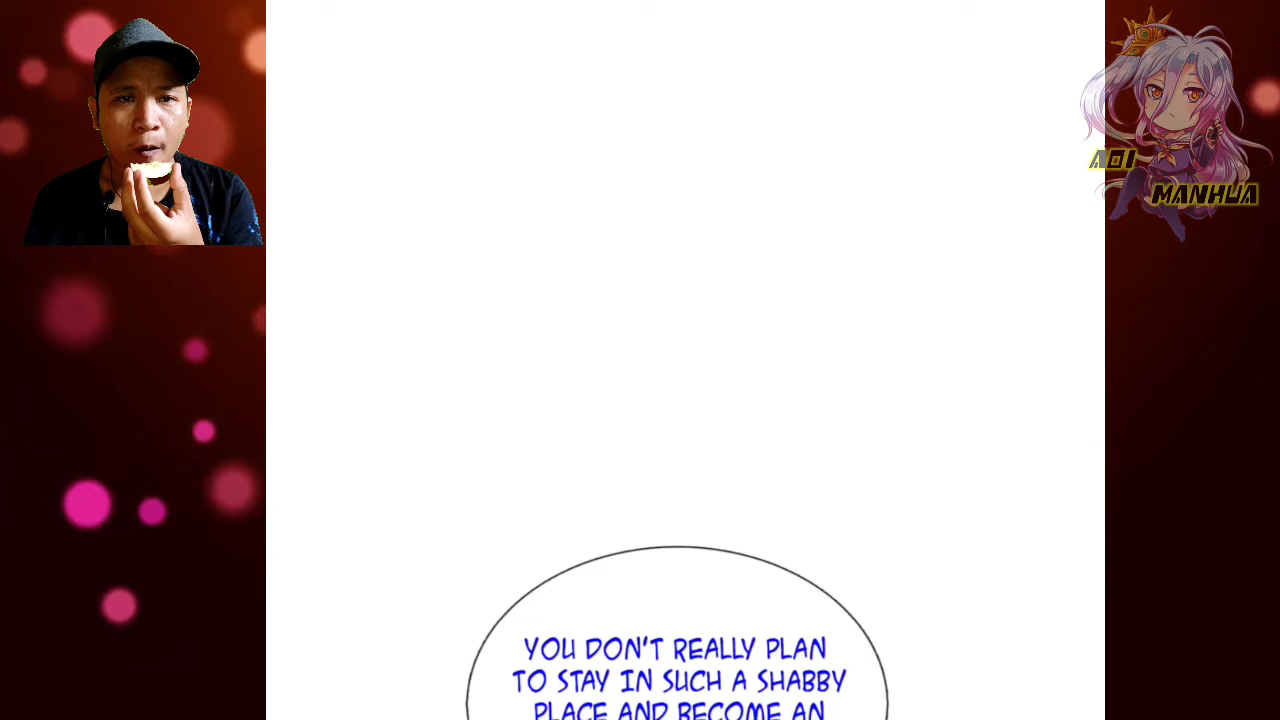 AOI
MANHUA
YOU DON'T REALLY PLAN
TO STAY IN SUCH A SHABBY
PLACE AND BECOME AN